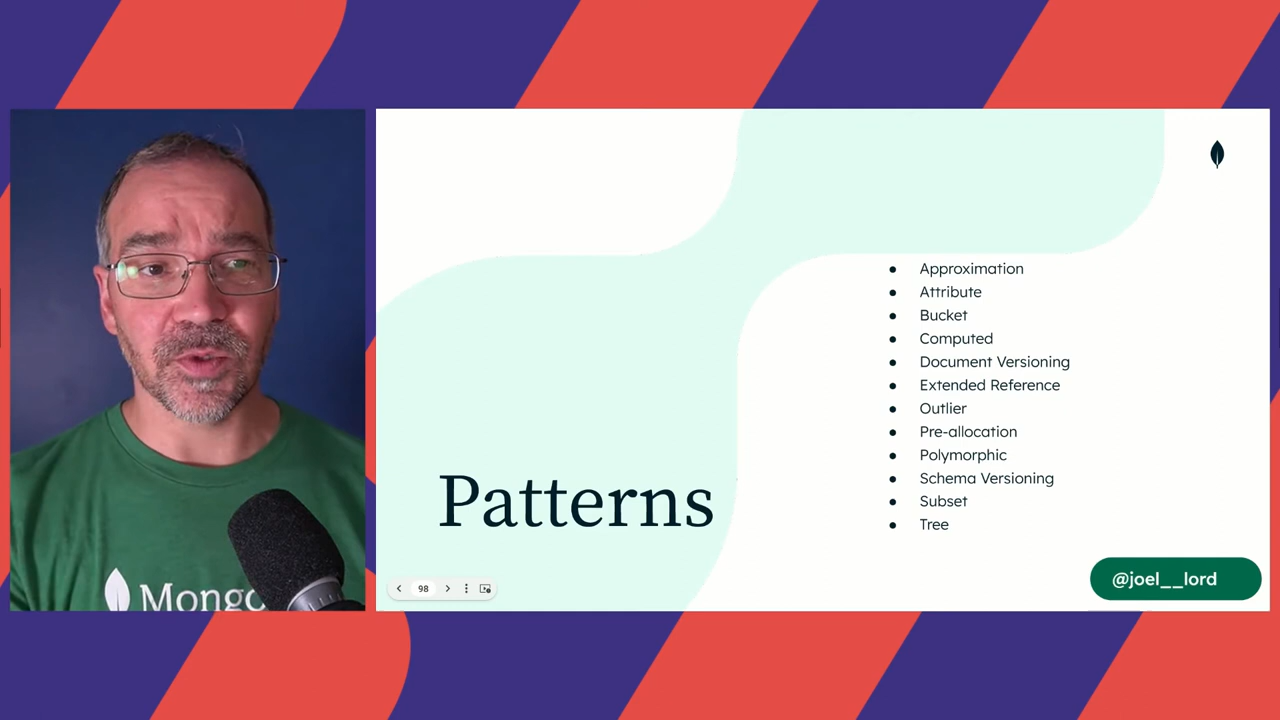 Mongo
Patterns
Approximation
Attribute
Bucket
Computed
Document Versioning
Extended Reference
Outlier
Pre-allocation
Polymorphic
Schema Versioning
Subset
Tree
98
@joel__lord